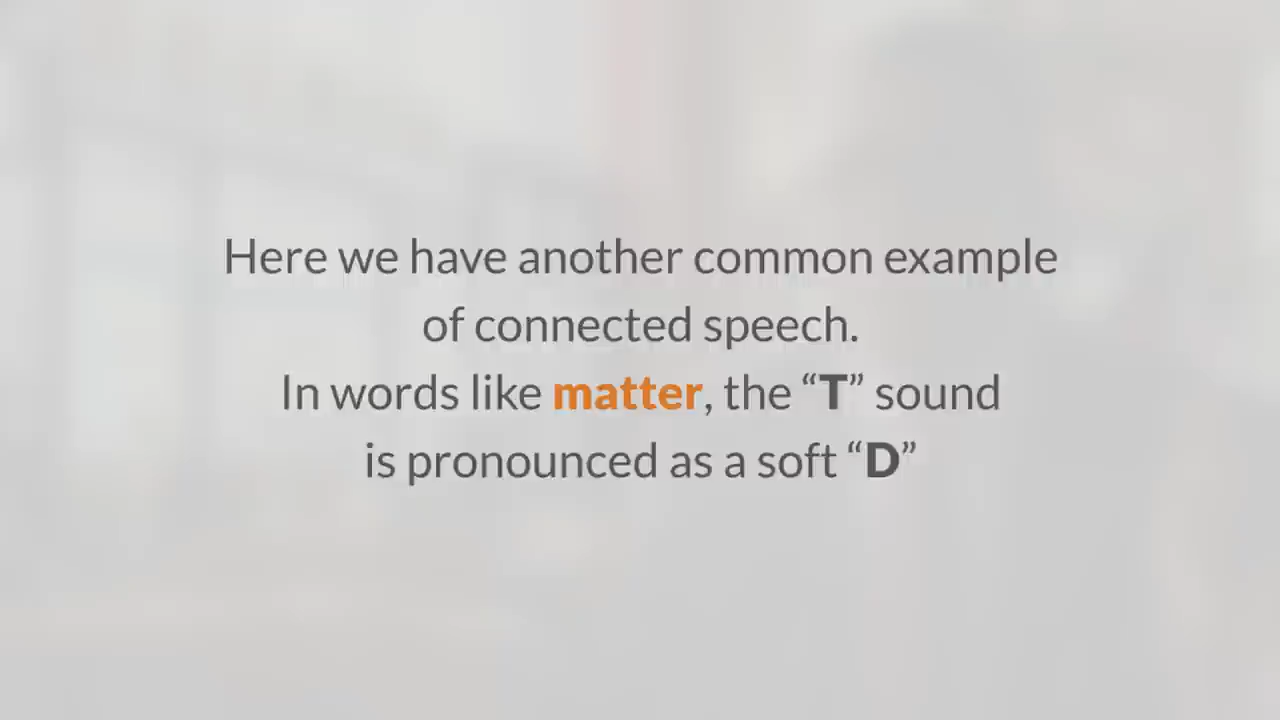 Here we have another common example
of connected speech.
In words like matter, the “T” sound
is pronounced as a soft “D”